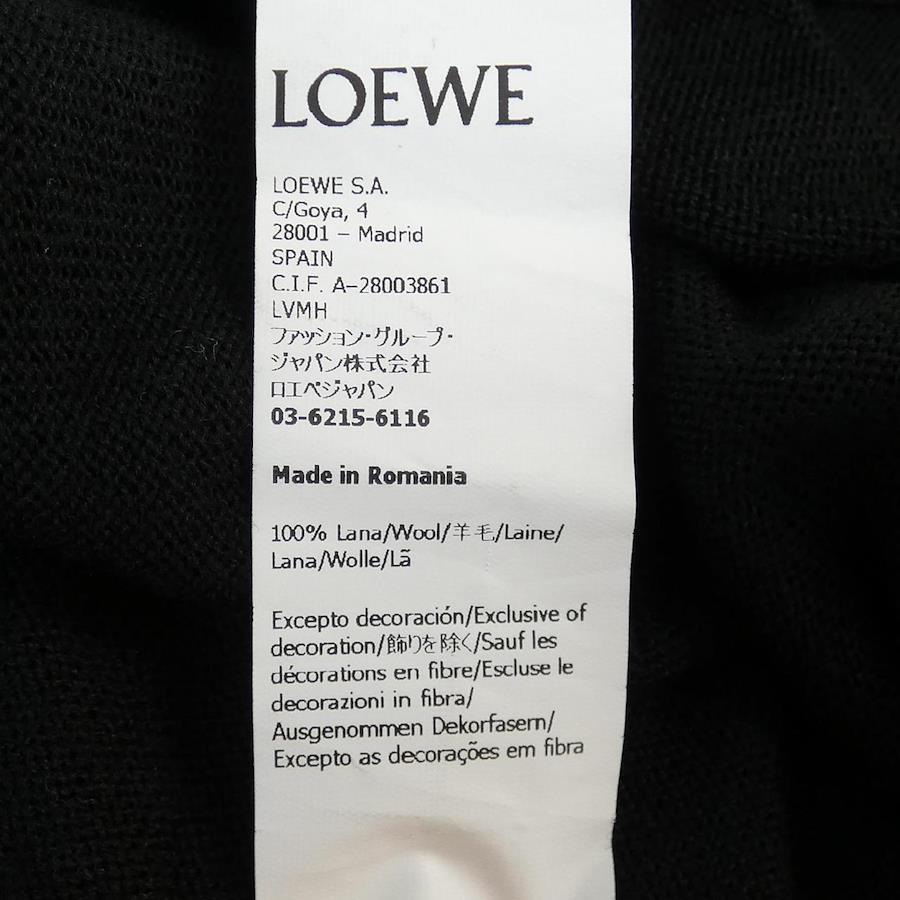 LOEWE
LOEWE S.A.
C/Goya, 4
28001 – Madrid
SPAIN
C.I.F. A–28003861
LVMH
ファッション・グループ・
ジャパン株式会社
ロエベジャパン
03-6215-6116
Made in Romania
100% Lana/Wool/羊毛/Laine/
Lana/Wolle/Lã
Excepto decoración/Exclusive of
decoration/飾りを除く/Sauf les
décorations en fibre/Escluse le
decorazioni in fibra/
Ausgenommen Dekorfasern/
Excepto as decorações em fibra